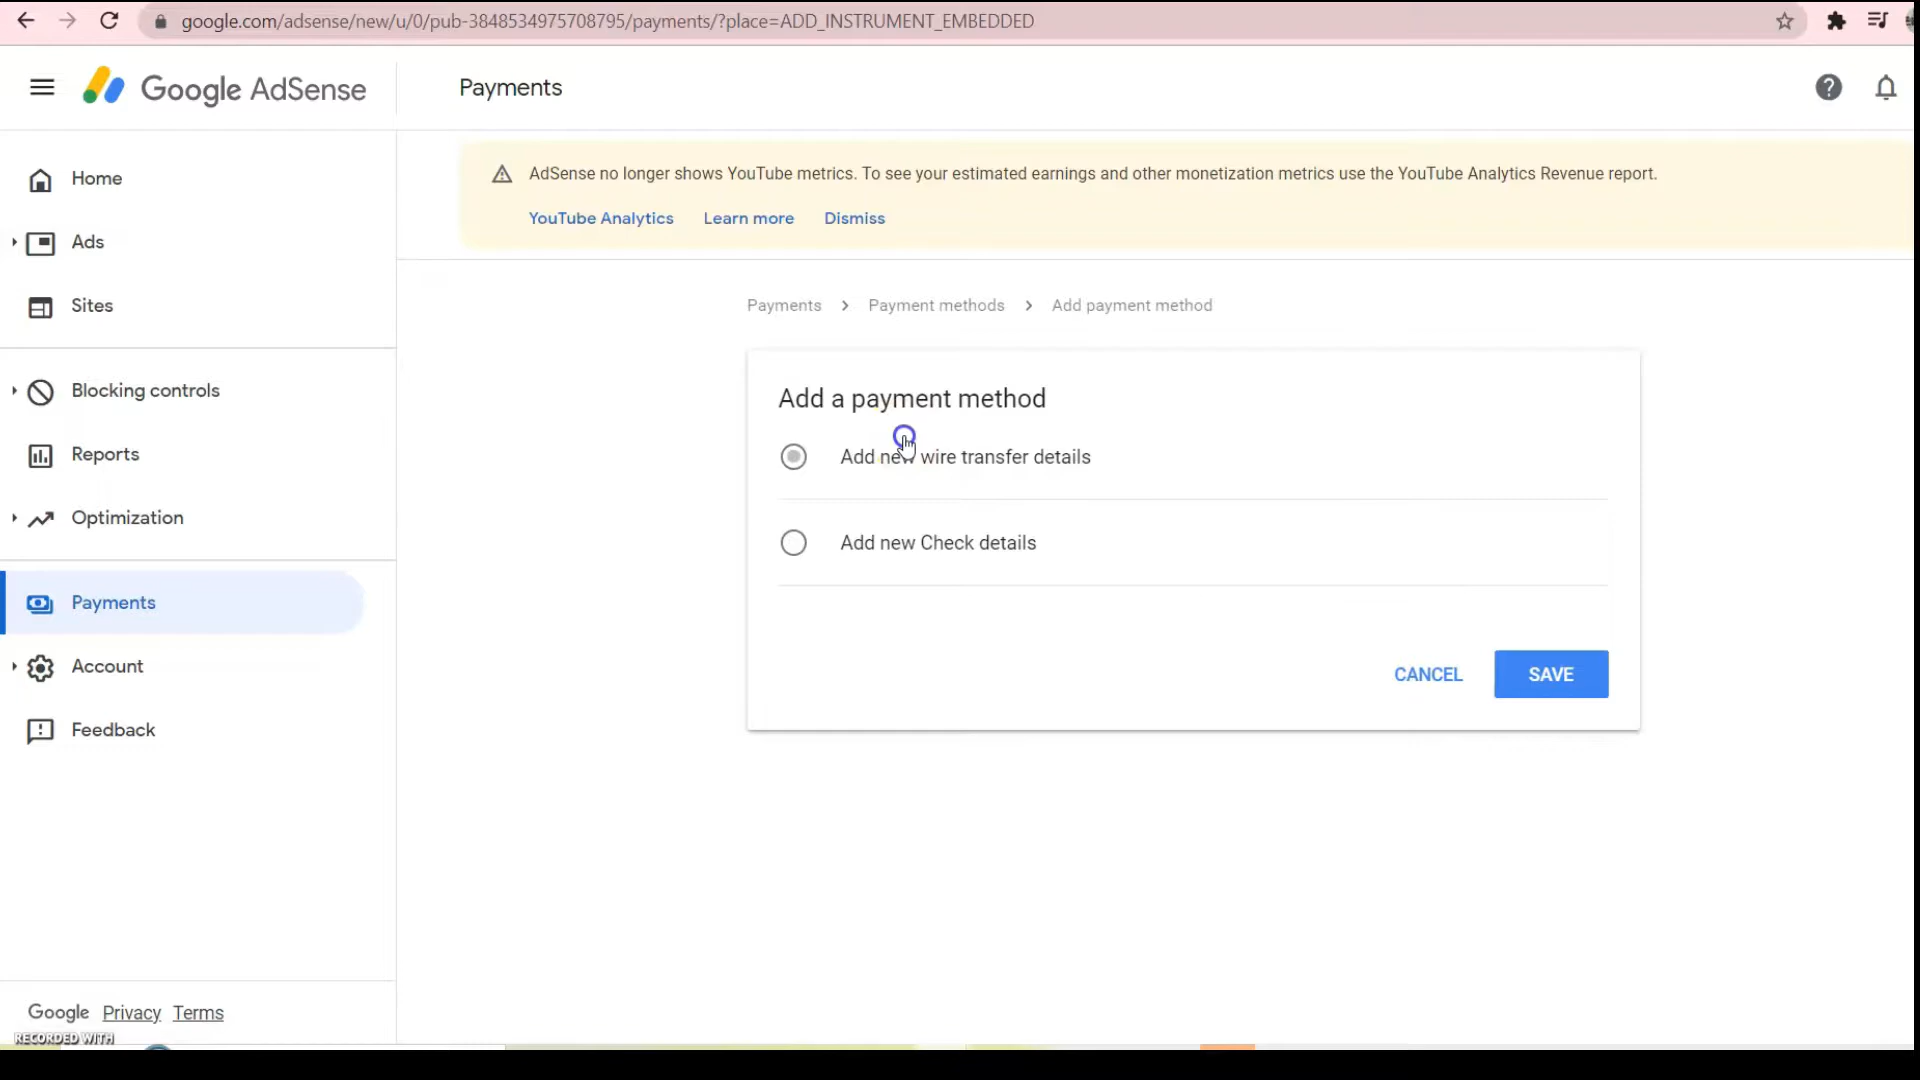 google.com/adsense/new/u/0/pub-3848534975708795/payments/?place=ADD_INSTRUMENT_EMBEDDED
Google AdSense
Payments
Home
Ads
Sites
Blocking controls
Reports
Optimization
Payments
Account
Feedback
Google Privacy Terms
RECORDED WITH
AdSense no longer shows YouTube metrics. To see your estimated earnings and other monetization metrics use the YouTube Analytics Revenue report.
YouTube Analytics Learn more Dismiss
Payments > Payment methods > Add payment method
Add a payment method
Add new wire transfer details
Add new Check details
CANCEL SAVE